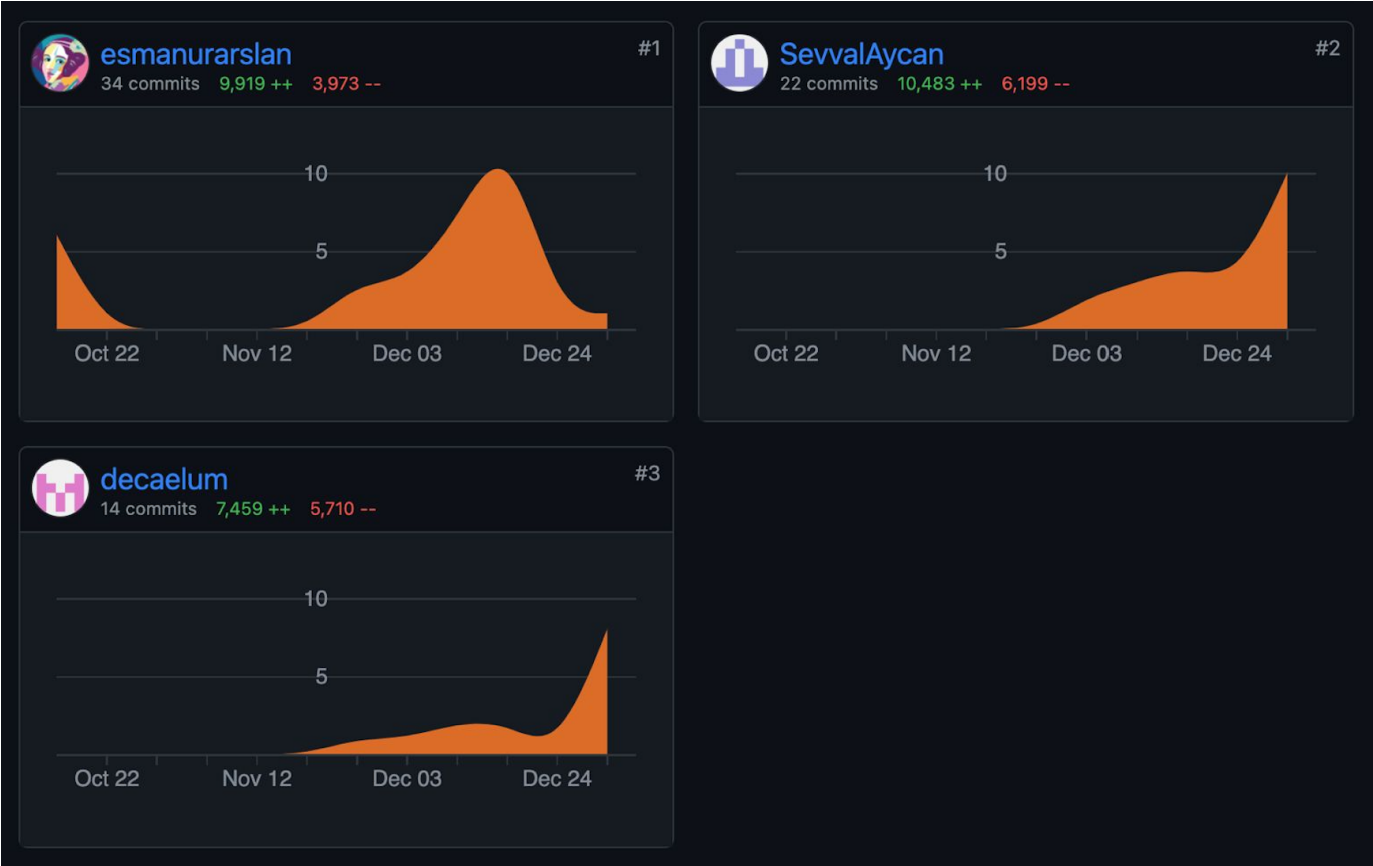 esmanurarslan #1
34 commits 9,919 ++ 3,973 --
10
5
Oct 22 Nov 12 Dec 03 Dec 24
SevvalAycan #2
22 commits 10,483 ++ 6,199 --
10
5
Oct 22 Nov 12 Dec 03 Dec 24
decaelum #3
14 commits 7,459 ++ 5,710 --
10
5
Oct 22 Nov 12 Dec 03 Dec 24